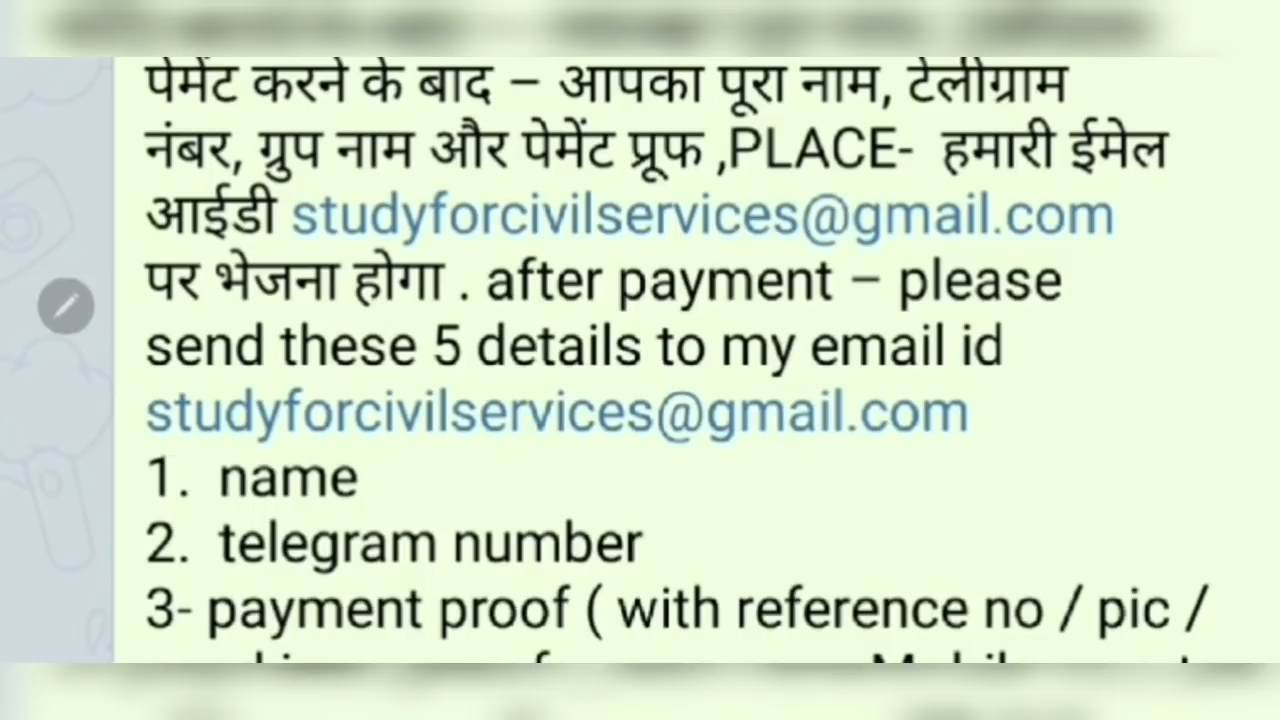 पेमेंट करने के बाद – आपका पूरा नाम, टेलीग्राम
नंबर, ग्रुप नाम और पेमेंट प्रूफ ,PLACE- हमारी ईमेल
आईडी studyforcivilservices@gmail.com
पर भेजना होगा . after payment – please
send these 5 details to my email id
studyforcivilservices@gmail.com
1. name
2. telegram number
3- payment proof ( with reference no / pic /